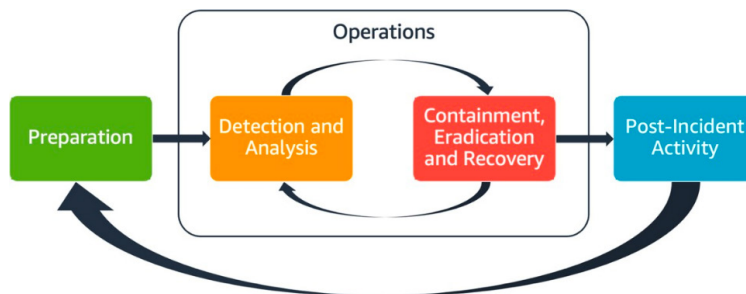 Operations
Preparation
Detection and
Analysis
Containment,
Eradication
and Recovery
Post-Incident
Activity